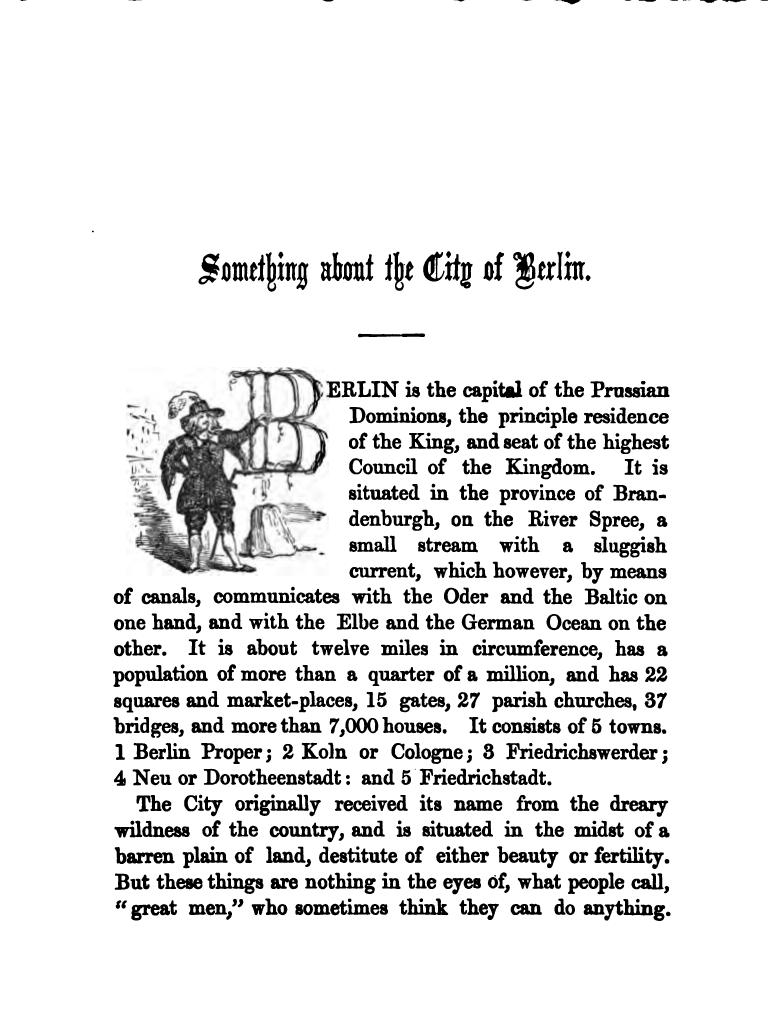 Something about the City of Berlin.
BERLIN is the capital of the Prussian
Dominions, the principle residence
of the King, and seat of the highest
Council of the Kingdom. It is
situated in the province of Bran-
denburgh, on the River Spree, a
small stream with a sluggish
current, which however, by means
of canals, communicates with the Oder and the Baltic on
one hand, and with the Elbe and the German Ocean on the
other. It is about twelve miles in circumference, has a
population of more than a quarter of a million, and has 22
squares and market-places, 15 gates, 27 parish churches, 37
bridges, and more than 7,000 houses. It consists of 5 towns.
1 Berlin Proper; 2 Koln or Cologne; 3 Friedrichswerder;
4 Neu or Dorotheenstadt: and 5 Friedrichstadt.
The City originally received its name from the dreary
wildness of the country, and is situated in the midst of a
barren plain of land, destitute of either beauty or fertility.
But these things are nothing in the eyes of, what people call,
“great men,” who sometimes think they can do anything.